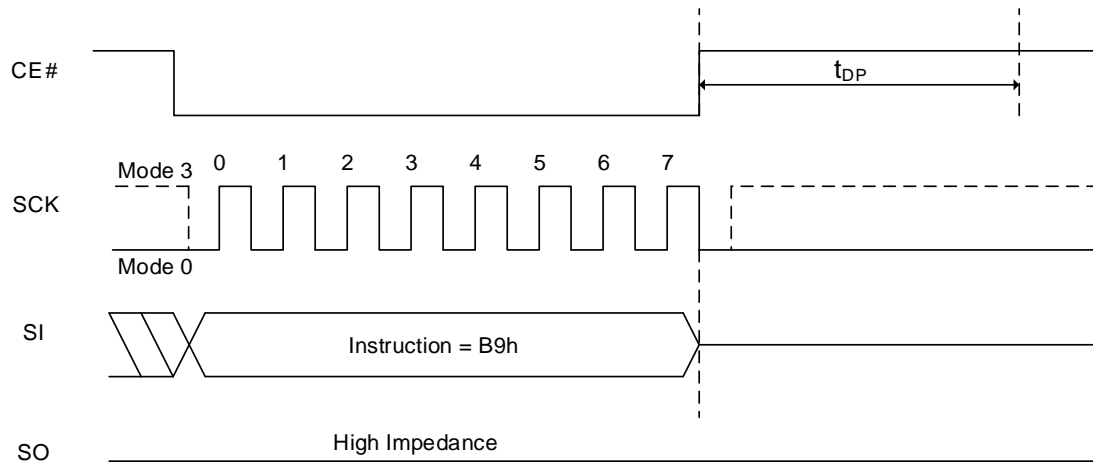 CE#
tDP
Mode 3
0 1 2 3 4 5 6 7
SCK
Mode 0
SI
Instruction = B9h
SO
High Impedance